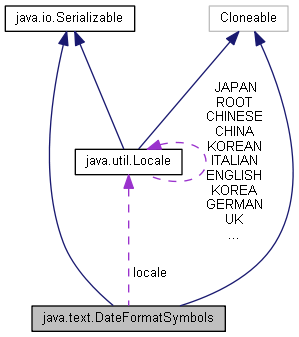 java.io.Serializable
Cloneable
JAPAN
ROOT
CHINESE
CHINA
KOREAN
ITALIAN
ENGLISH
KOREA
GERMAN
UK
...
java.util.Locale
locale
java.text.DateFormatSymbols